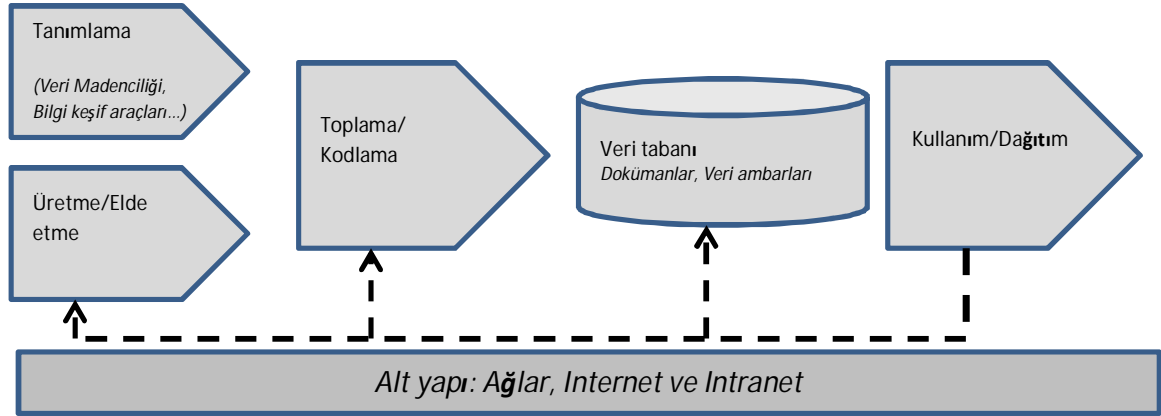 Tanımlama
(Veri Madenciliği,
Bilgi keşif araçları...)
Üretme/Elde
etme
Toplama/
Kodlama
Veri tabanı
Dokümanlar, Veri ambarları
Kullanım/Dağıtım
Alt yapı: Ağlar, Internet ve Intranet